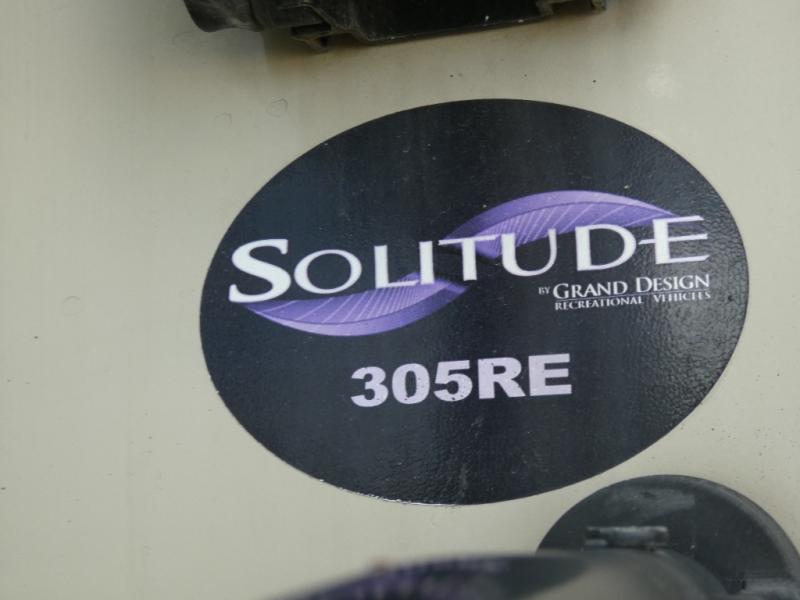 SOLITUDE
BY GRAND DESIGN
RECREATIONAL VEHICLES
305RE